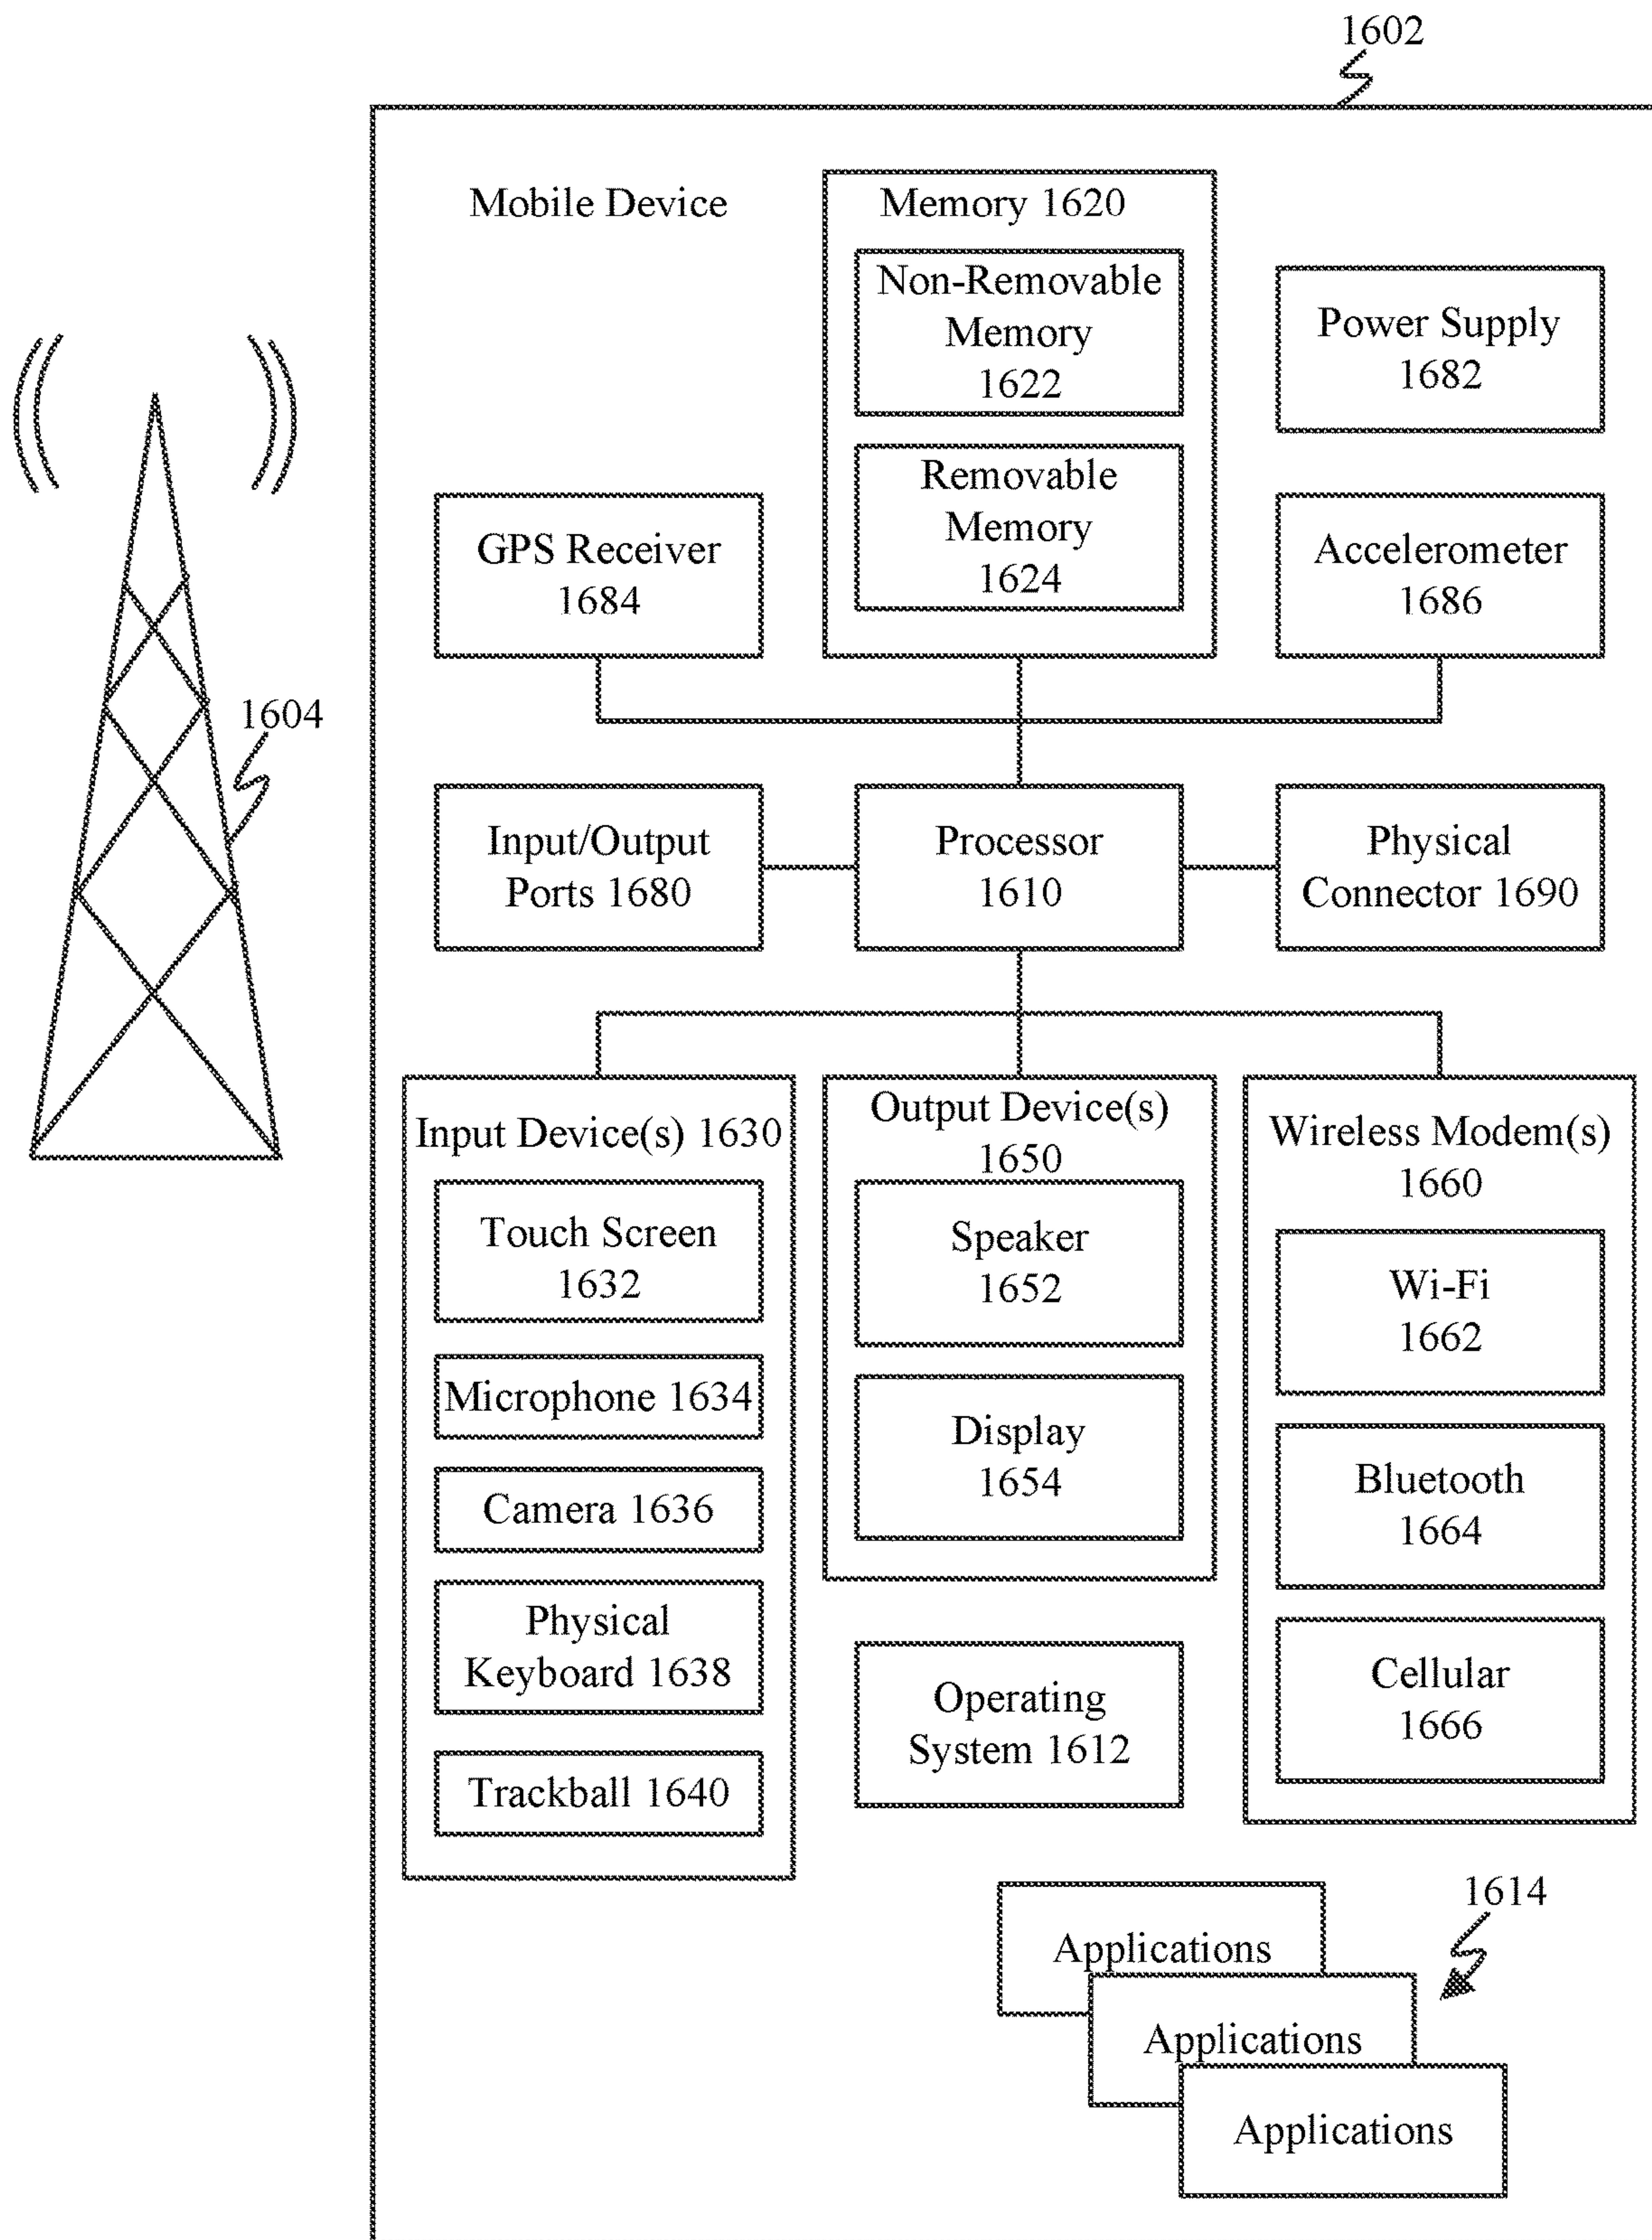 1602
Mobile Device
Memory 1620
Non-Removable
Memory
1622
Power Supply
1682
Removable
Memory
1624
GPS Receiver
1684
Accelerometer
1686
1604
Input/Output
Ports 1680
Processor
1610
Physical
Connector 1690
Input Device(s) 1630
Touch Screen
1632
Microphone 1634
Camera 1636
Physical
Keyboard 1638
Trackball 1640
Output Device(s)
1650
Speaker
1652
Display
1654
Operating
System 1612
Wireless Modem(s)
1660
Wi-Fi
1662
Bluetooth
1664
Cellular
1666
1614
Applications
Applications
Applications